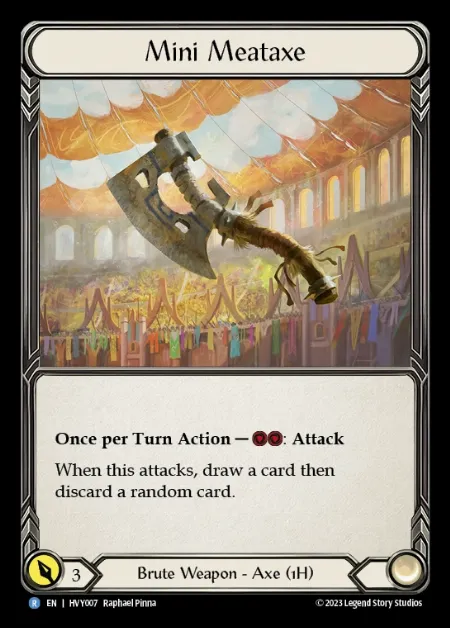 Mini Meataxe
Once per Turn Action — : Attack
When this attacks, draw a card then
discard a random card.
3
Brute Weapon - Axe (1H)
R EN | HVY007 Raphael Pinna
© 2023 Legend Story Studios